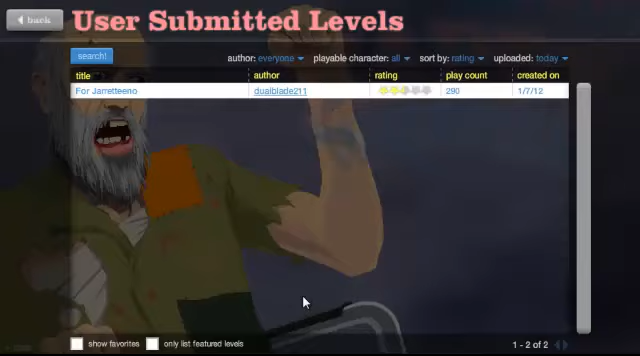 back
User Submitted Levels
search!
author: everyone playable character: all sort by: rating uploaded: today
title author rating play count created on
For Jarretteeno dualblade211 290 1/7/12
show favorites only list featured levels 1 - 2 of 2